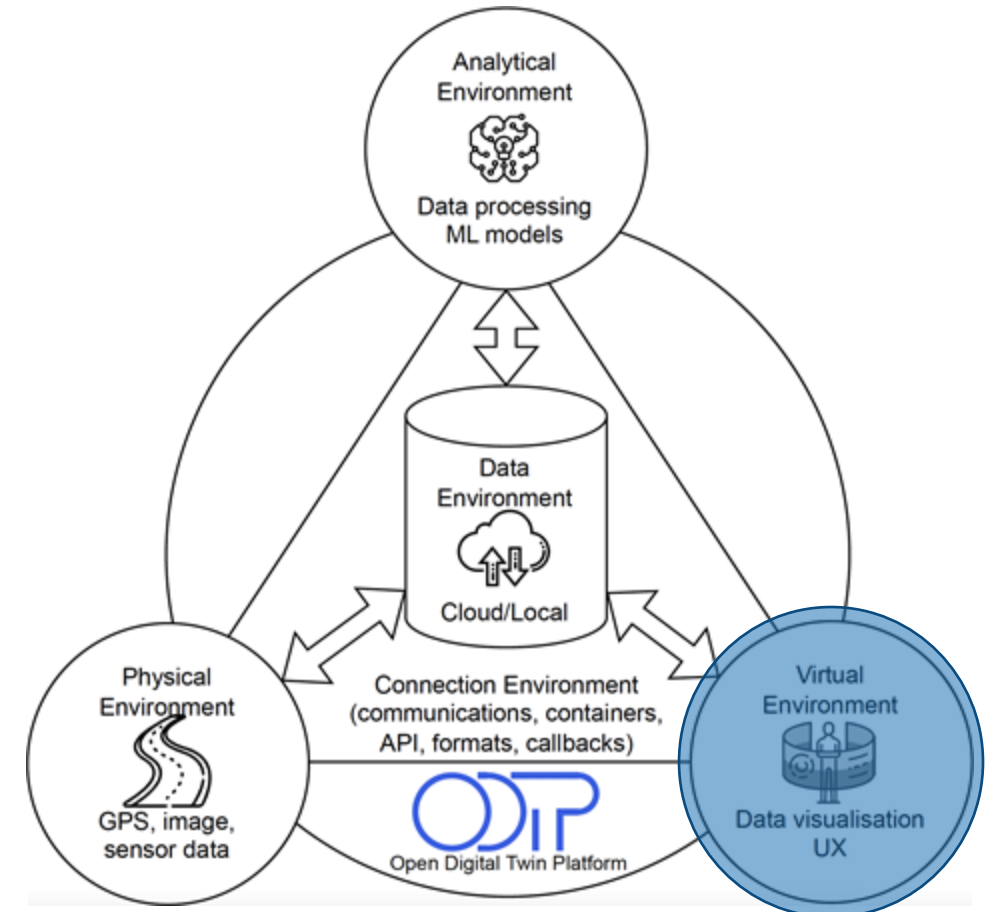 Analytical
Environment
Data processing
ML models
Data
Environment
Cloud/Local
Physical
Environment
GPS, image,
sensor data
Connection Environment
(communications, containers,
API, formats, callbacks)
ODTP
Open Digital Twin Platform
Virtual
Environment
Data visualisation
UX